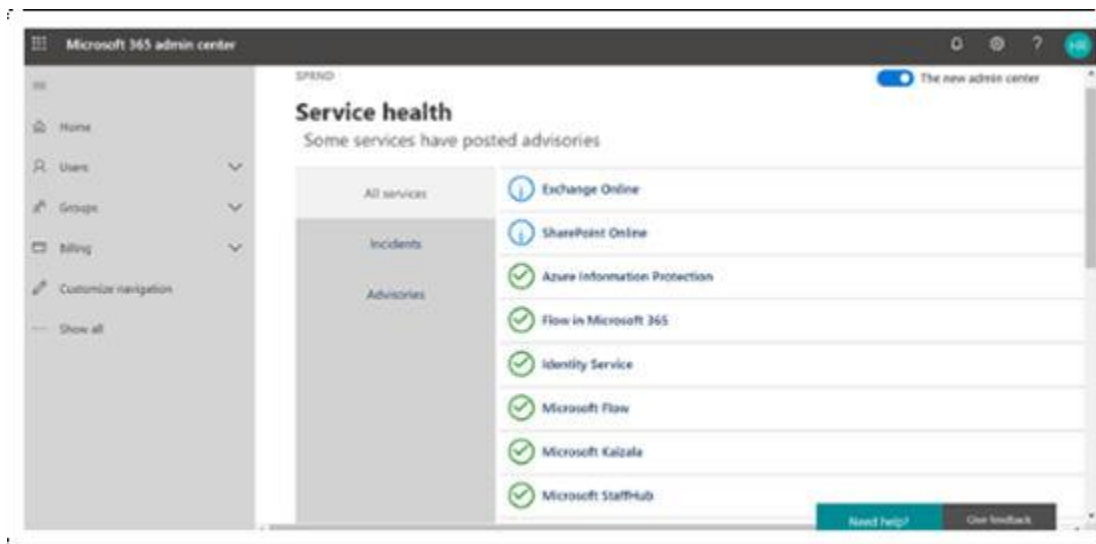 Microsoft 365 admin center
?
HR
SPRND
The new admin center
Service health
Some services have posted advisories
Home
Users
Groups
Billing
Customize navigation
Show all
All services
Incidents
Advisories
Exchange Online
SharePoint Online
Azure Information Protection
Flow in Microsoft 365
Identity Service
Microsoft Flow
Microsoft Kaizala
Microsoft StaffHub
Need help?
Give feedback